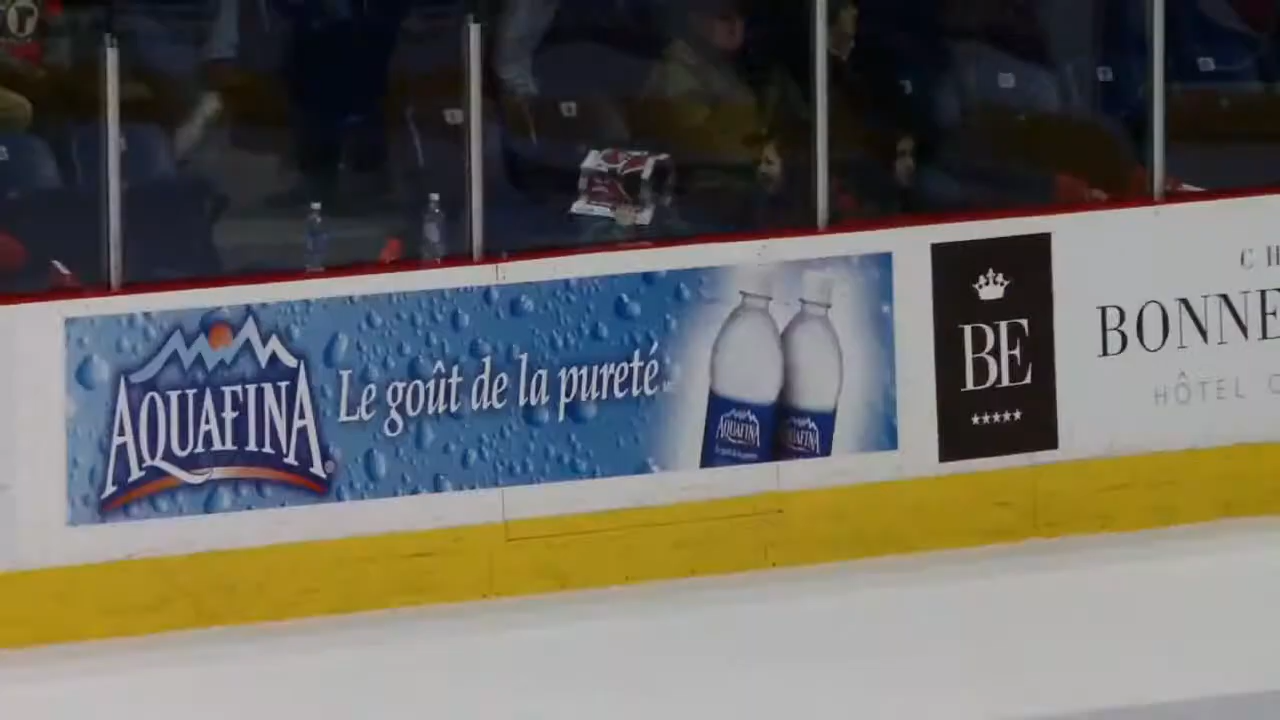 AQUAFINA
Le goût de la pureté
AQUAFINA
AQUAFINA
BE
BONNE
HÔTEL